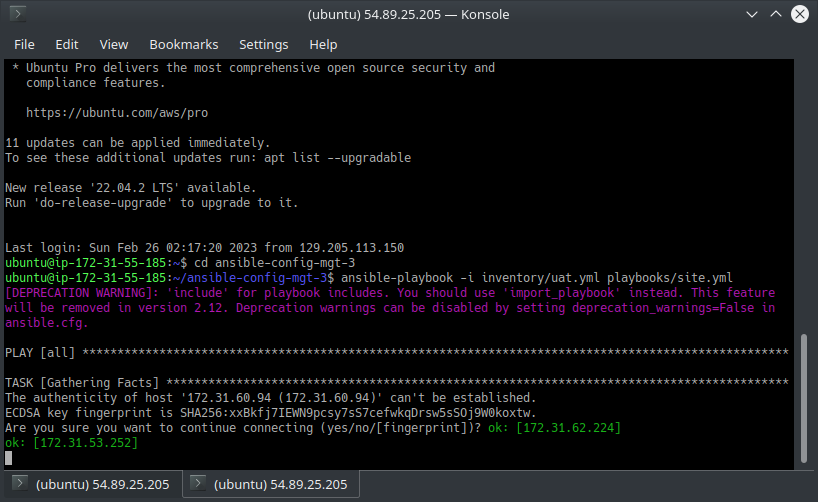 (ubuntu) 54.89.25.205 — Konsole
File Edit View Bookmarks Settings Help
* Ubuntu Pro delivers the most comprehensive open source security and
compliance features.
https://ubuntu.com/aws/pro
11 updates can be applied immediately.
To see these additional updates run: apt list --upgradable
New release '22.04.2 LTS' available.
Run 'do-release-upgrade' to upgrade to it.
Last login: Sun Feb 26 02:17:20 2023 from 129.205.113.150
ubuntu@ip-172-31-55-185:~$ cd ansible-config-mgt-3
ubuntu@ip-172-31-55-185:~/ansible-config-mgt-3$ ansible-playbook -i inventory/uat.yml playbooks/site.yml
[DEPRECATION WARNING]: 'include' for playbook includes. You should use 'import_playbook' instead. This feature
will be removed in version 2.12. Deprecation warnings can be disabled by setting deprecation_warnings=False in
ansible.cfg.
PLAY [all] *****************************************************************************************************
TASK [Gathering Facts] *****************************************************************************************
The authenticity of host '172.31.60.94 (172.31.60.94)' can't be established.
ECDSA key fingerprint is SHA256:xxBkfj7IEWN9pcsy7sS7cefwkqDrsw5sSOj9W0koxtw.
Are you sure you want to continue connecting (yes/no/[fingerprint])? ok: [172.31.62.224]
ok: [172.31.53.252]
(ubuntu) 54.89.25.205 (ubuntu) 54.89.25.205